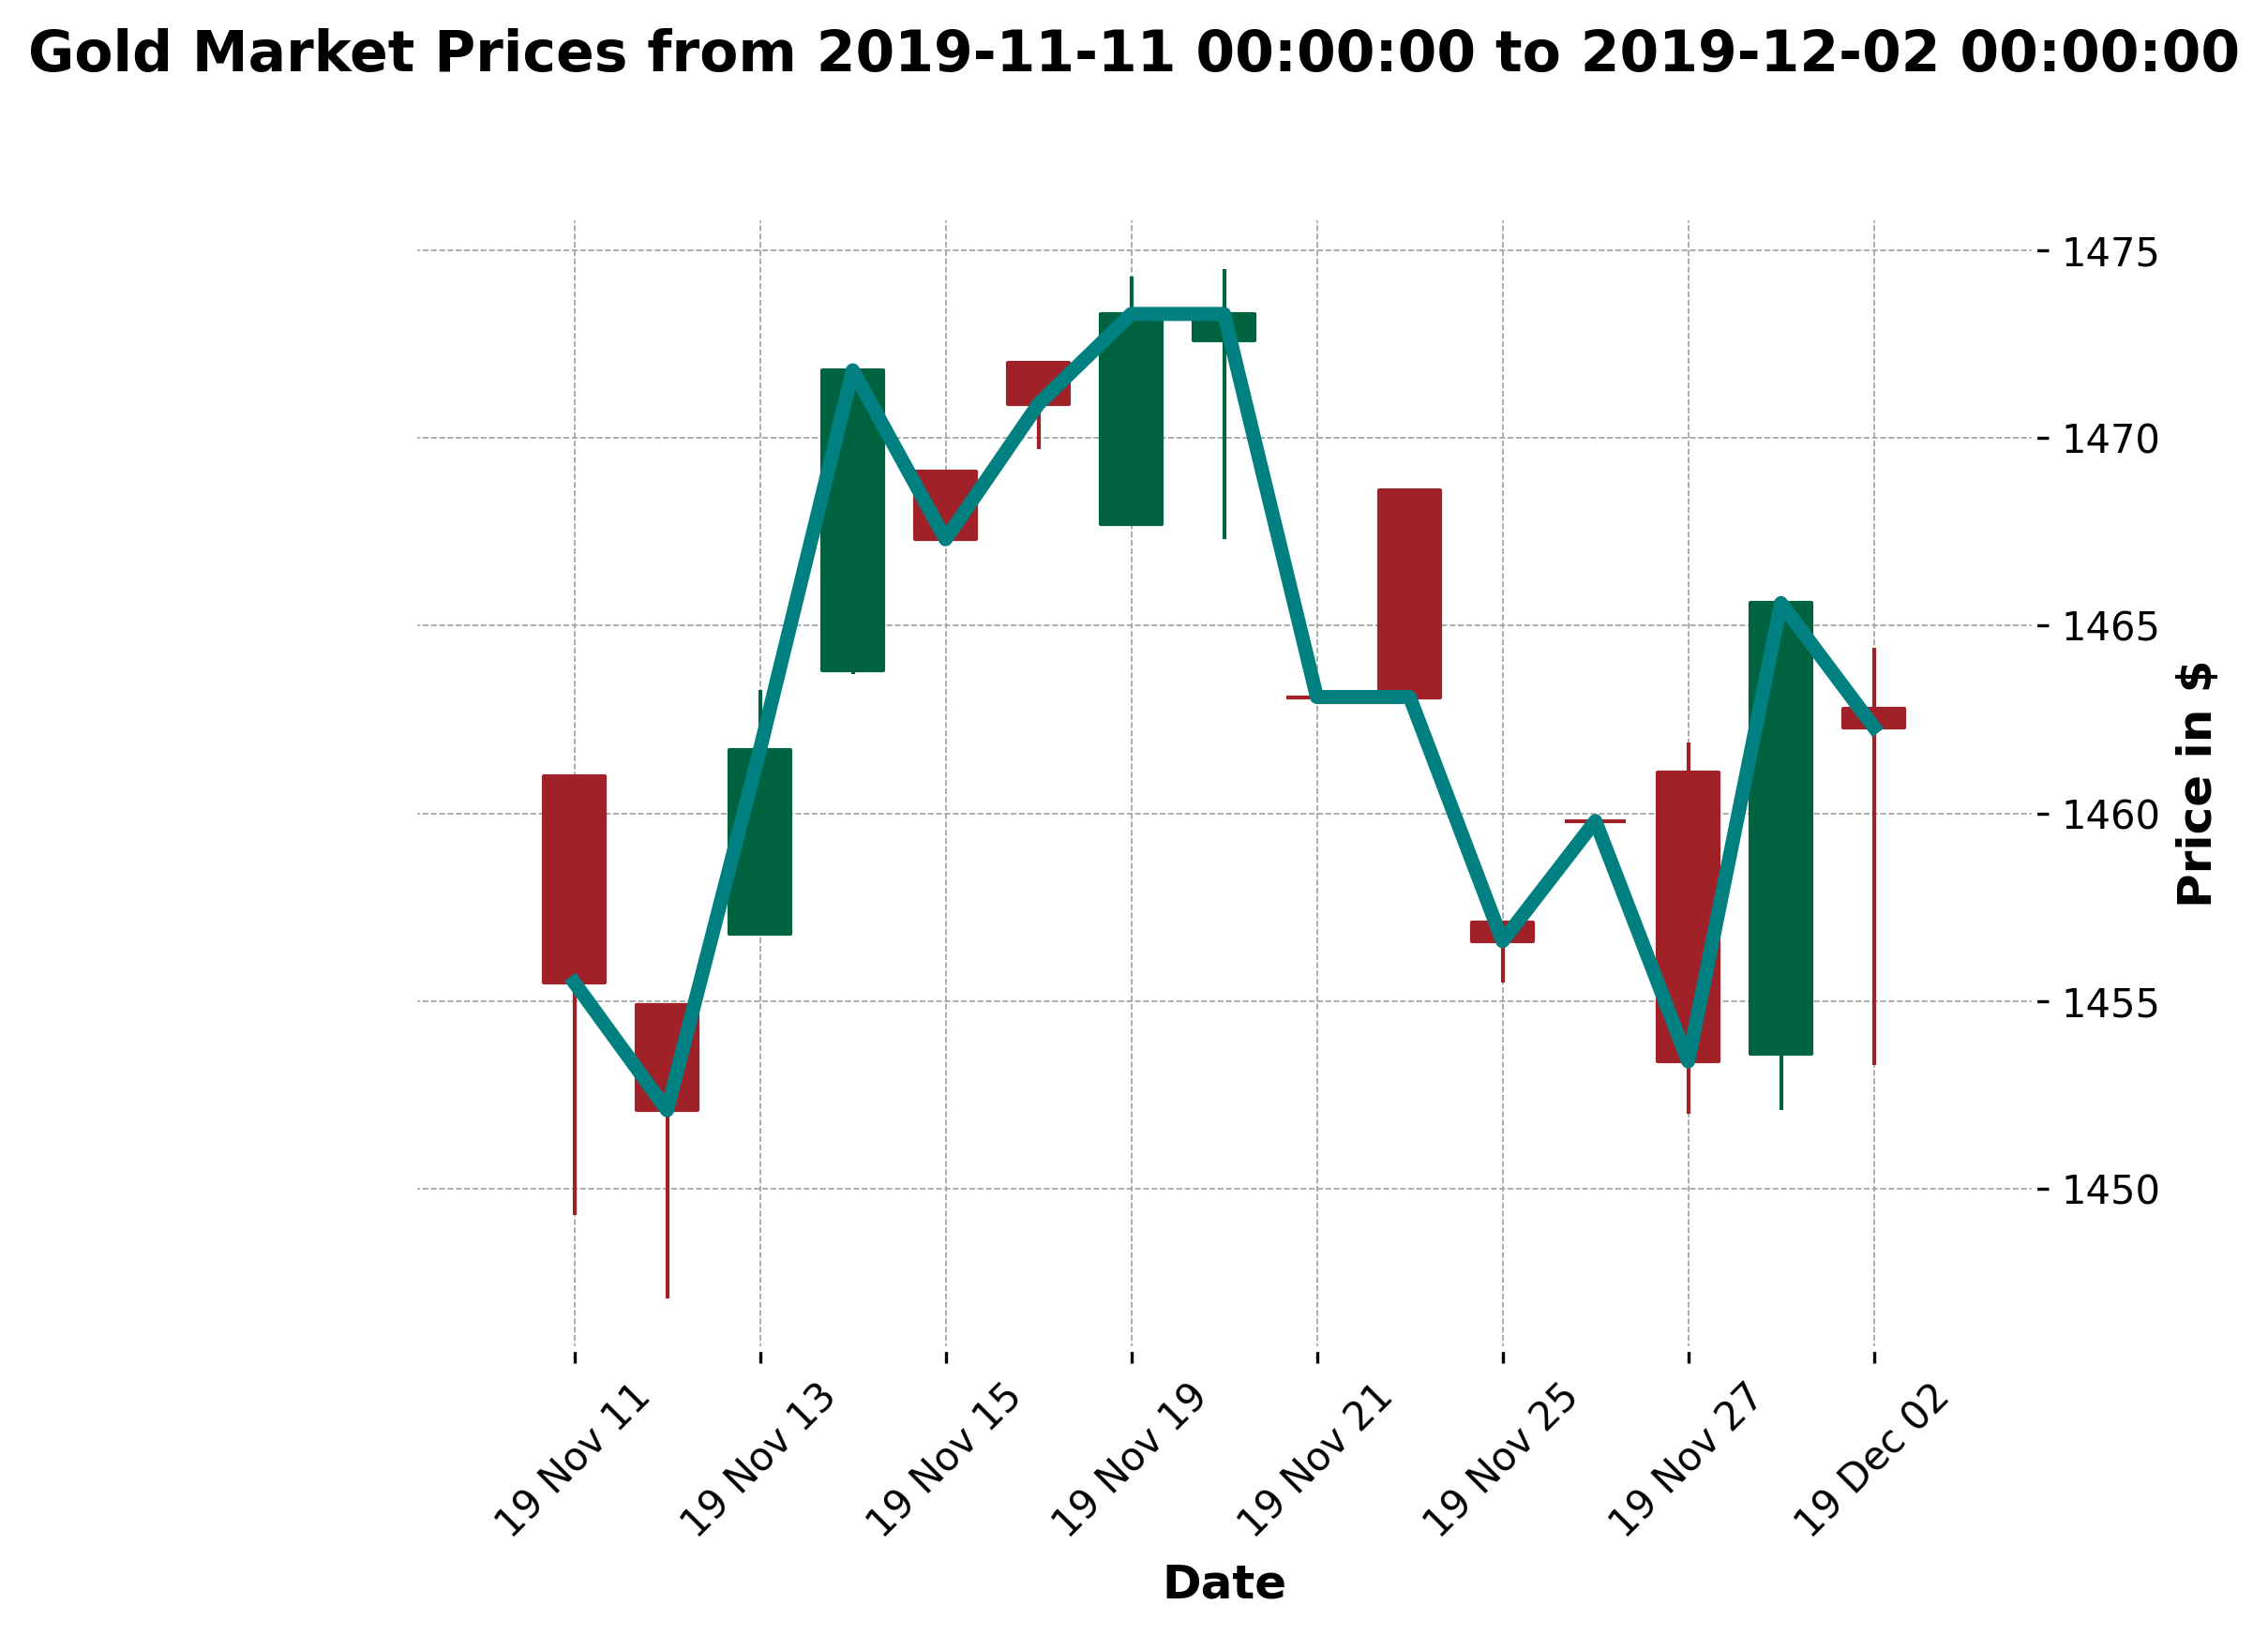 Gold Market Prices from 2019-11-11 00:00:00 to 2019-12-02 00:00:00
1475
1470
1465
1460
1455
1450
Price in $
19 Nov 11
19 Nov 13
19 Nov 15
19 Nov 19
19 Nov 21
19 Nov 25
19 Nov 27
19 Dec 02
Date